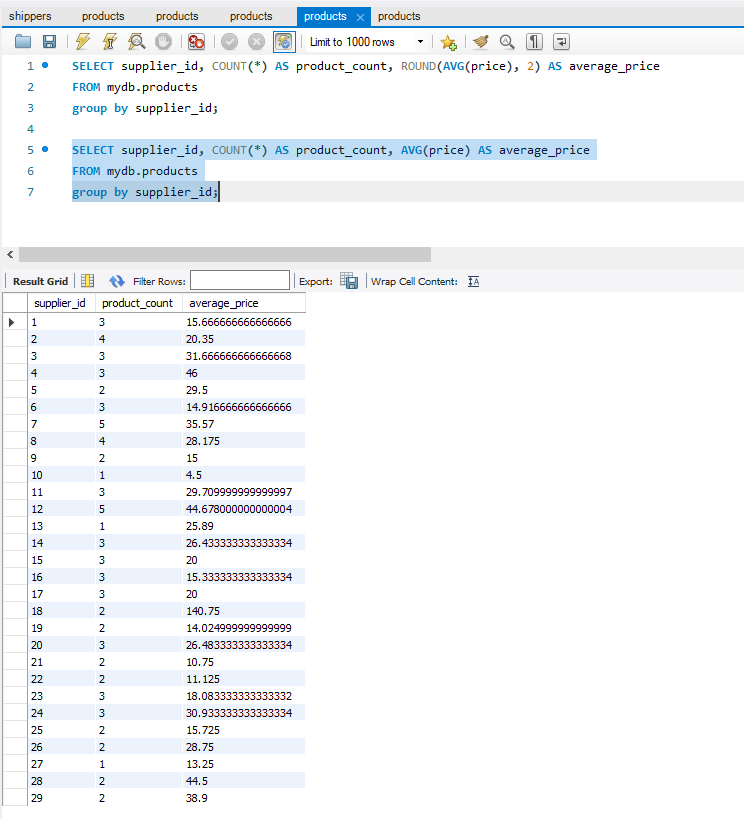 shippers products products products products products
Limit to 1000 rows
1 SELECT supplier_id, COUNT(*) AS product_count, ROUND(AVG(price), 2) AS average_price
2 FROM mydb.products
3 group by supplier_id;
4
5 SELECT supplier_id, COUNT(*) AS product_count, AVG(price) AS average_price
6 FROM mydb.products
7 group by supplier_id;
Result Grid Filter Rows: Export: Wrap Cell Content:
supplier_id product_count average_price
1 3 15.666666666666666
2 4 20.35
3 3 31.666666666666668
4 3 46
5 2 29.5
6 3 14.916666666666666
7 5 35.57
8 4 28.175
9 2 15
10 1 4.5
11 3 29.709999999999997
12 5 44.678000000000004
13 1 25.89
14 3 26.433333333333334
15 3 20
16 3 15.333333333333334
17 3 20
18 2 140.75
19 2 14.024999999999999
20 3 26.483333333333334
21 2 10.75
22 2 11.125
23 3 18.083333333333332
24 3 30.933333333333334
25 2 15.725
26 2 28.75
27 1 13.25
28 2 44.5
29 2 38.9